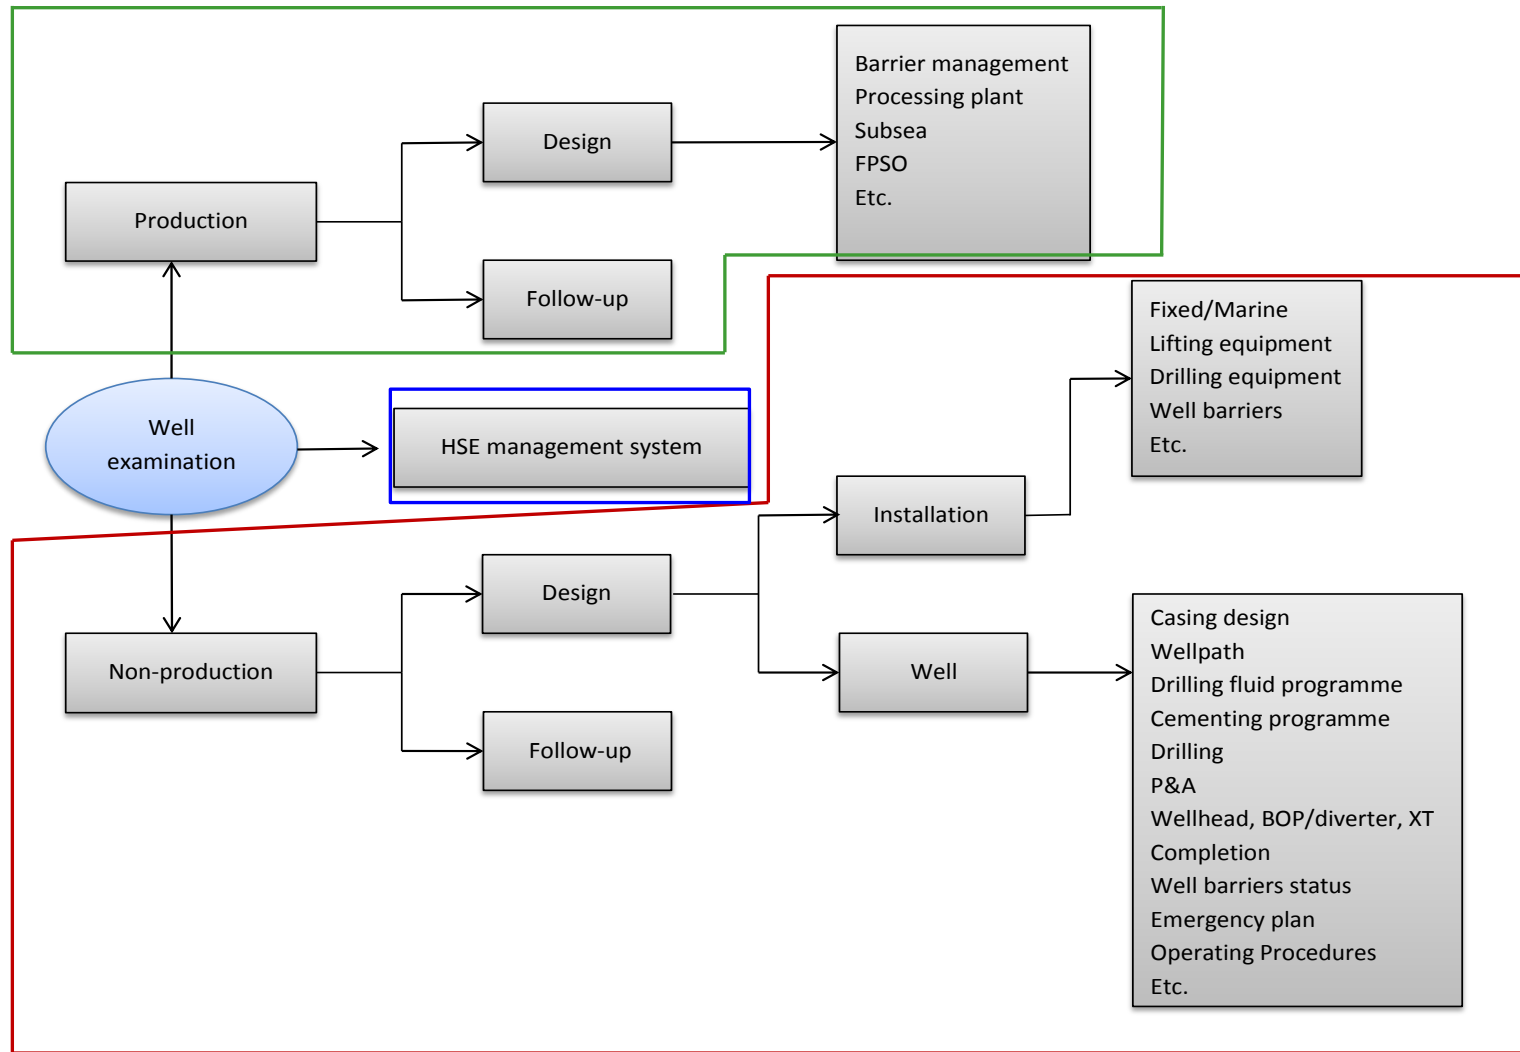 Barrier management
Processing plant
Subsea
FPSO
Etc.
Design
Production
Follow-up
Well
examination
HSE management system
Fixed/Marine
Lifting equipment
Drilling equipment
Well barriers
Etc.
Installation
Design
Non-production
Follow-up
Well
Casing design
Wellpath
Drilling fluid programme
Cementing programme
Drilling
P&A
Wellhead, BOP/diverter, XT
Completion
Well barriers status
Emergency plan
Operating Procedures
Etc.